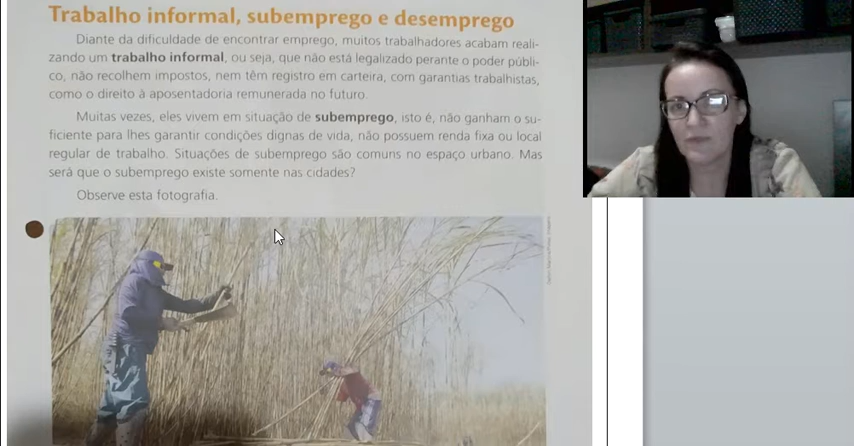 Trabalho informal, subemprego e desemprego
Diante da dificuldade de encontrar emprego, muitos trabalhadores acabam reali-
zando um trabalho informal, ou seja, que não está legalizado perante o poder públi-
co, não recolhem impostos, nem têm registro em carteira, com garantias trabalhistas,
como o direito à aposentadoria remunerada no futuro.
Muitas vezes, eles vivem em situação de subemprego, isto é, não ganham o su-
ficiente para lhes garantir condições dignas de vida, não possuem renda fixa ou local
regular de trabalho. Situações de subemprego são comuns no espaço urbano. Mas
será que o subemprego existe somente nas cidades?
Observe esta fotografia.